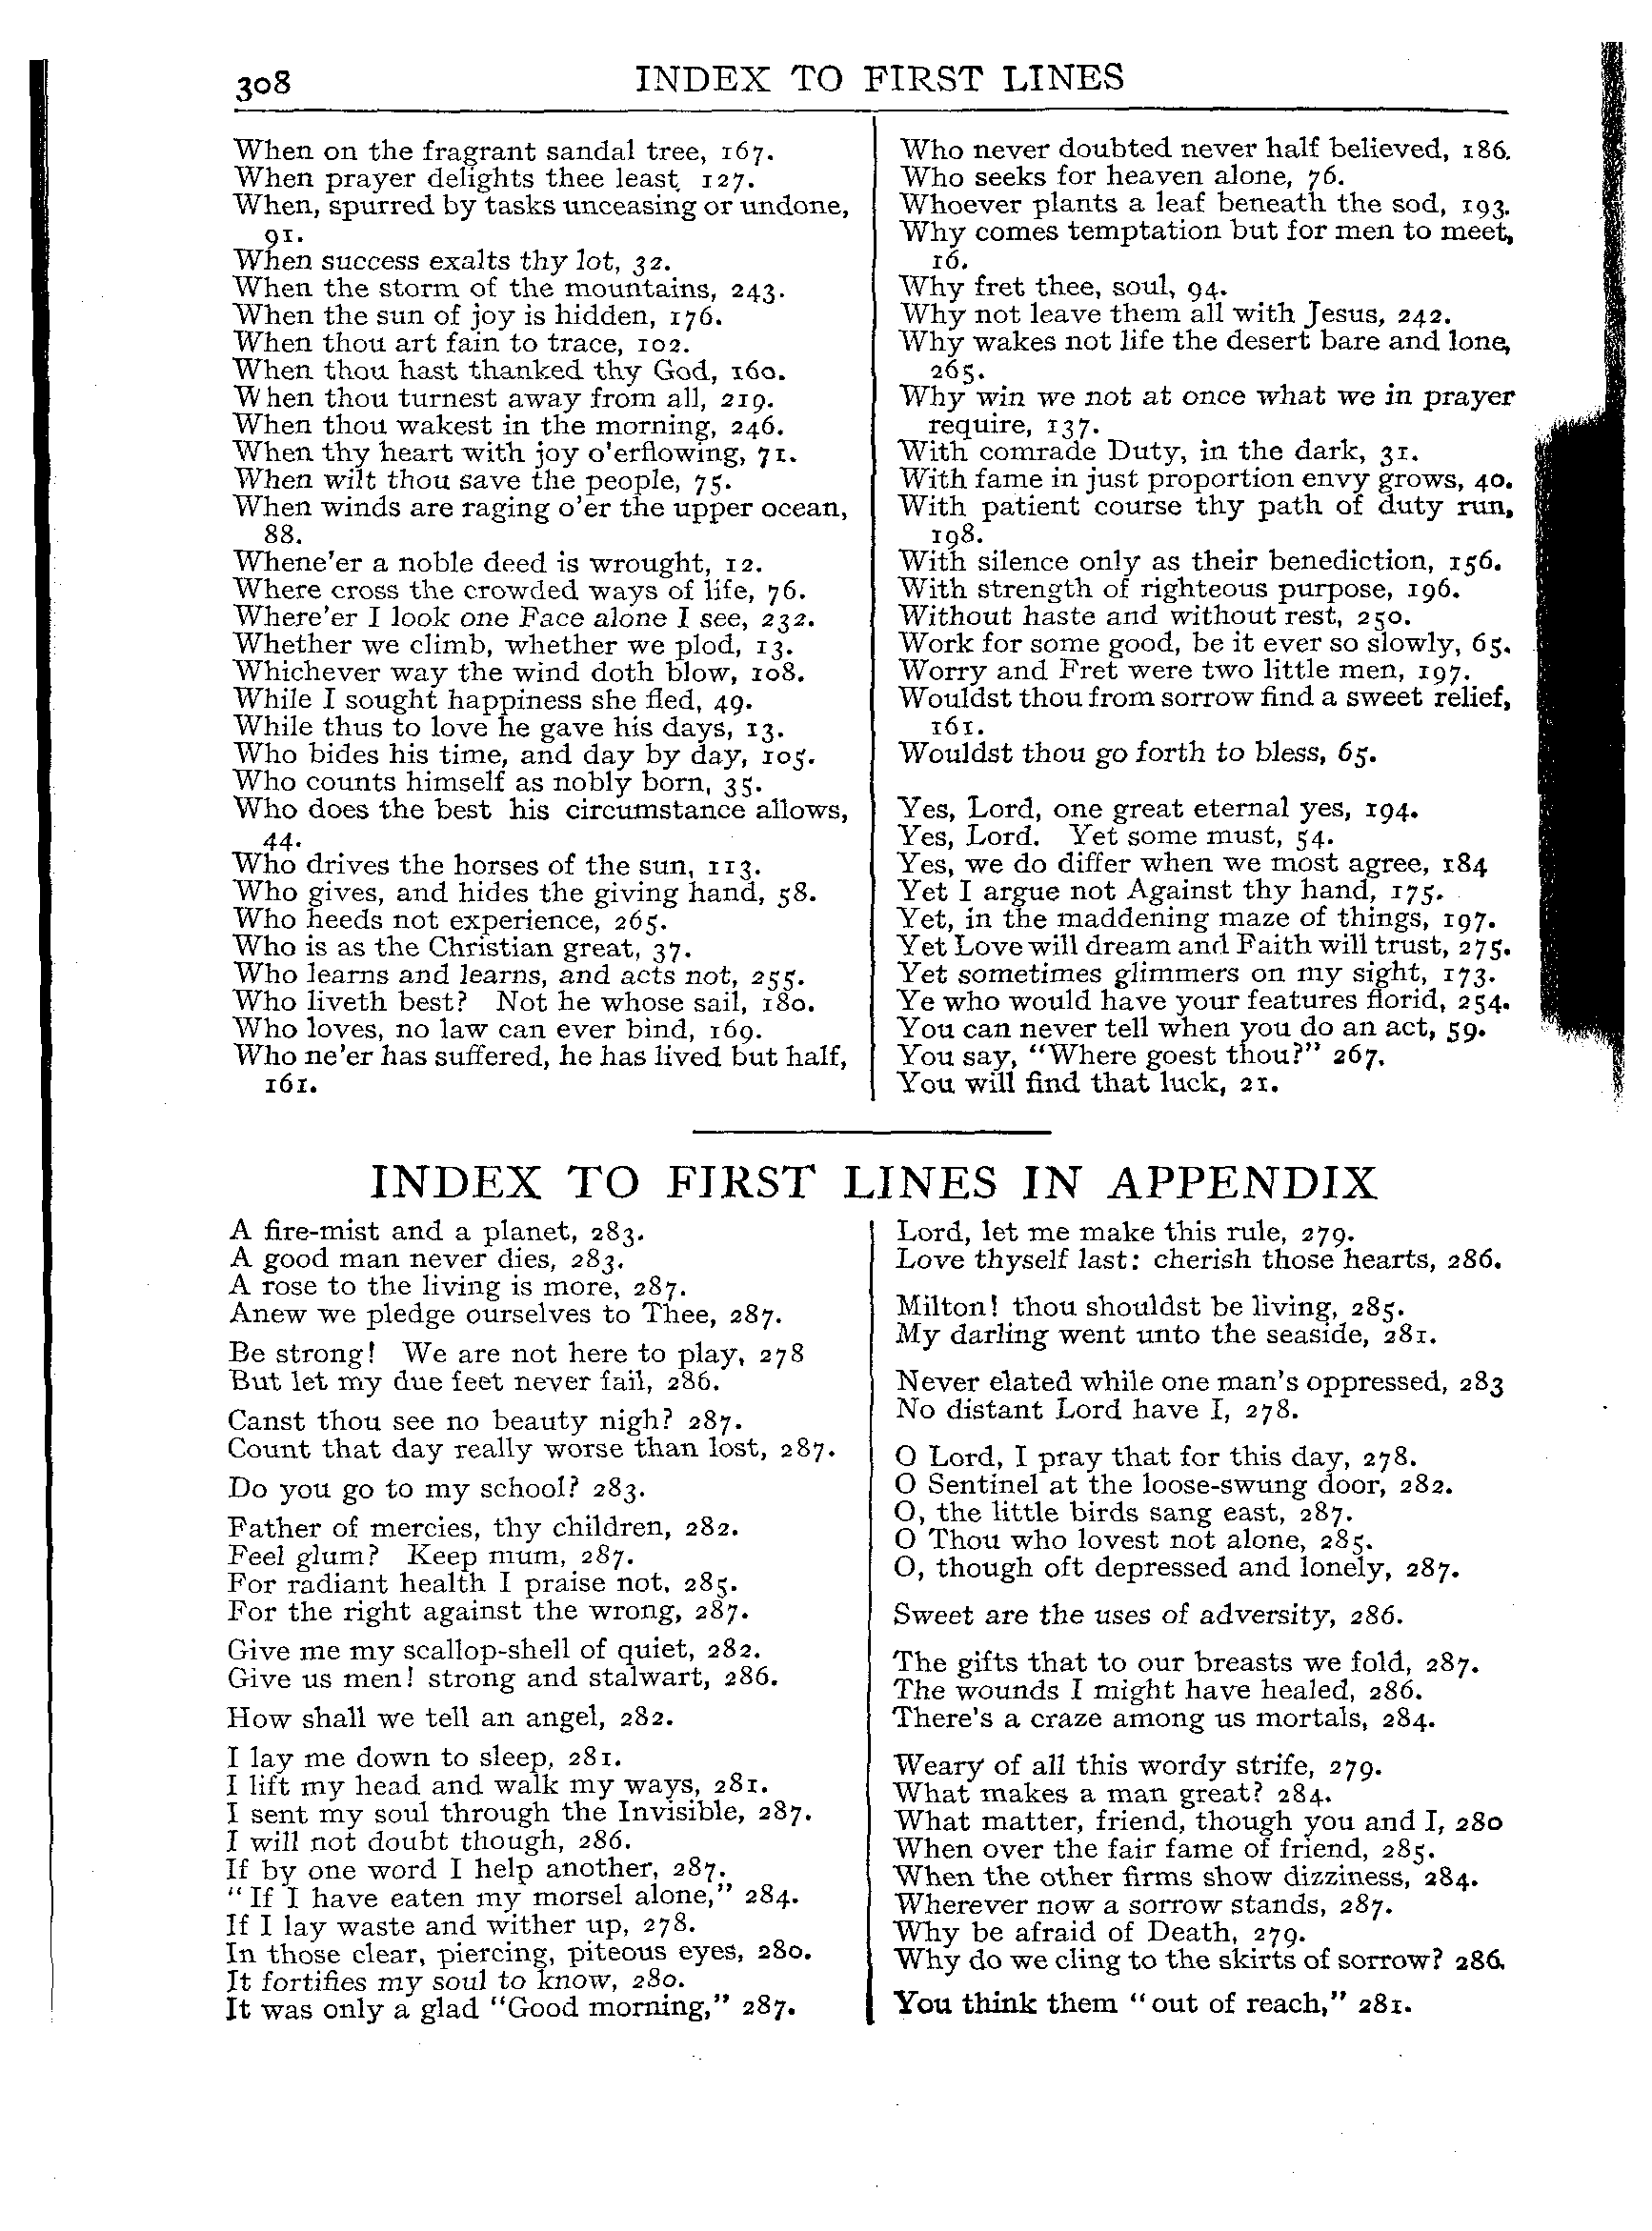 308
INDEX TO FIRST LINES
When on the fragrant sandal tree, 167.
When prayer delights thee least, 127.
When, spurred by tasks unceasing or undone,
91.
When success exalts thy lot, 32.
When the storm of the mountains, 243.
When the sun of joy is hidden, 176.
When thou art fain to trace, 102.
When thou hast thanked thy God, 160.
When thou turnest away from all, 219.
When thou wakest in the morning, 246.
When thy heart with joy o'erflowing, 71.
When wilt thou save the people, 75.
When winds are raging o'er the upper ocean,
88.
Whene'er a noble deed is wrought, 12.
Where cross the crowded ways of life, 76.
Where'er I look one Face alone I see, 232.
Whether we climb, whether we plod, 13.
Whichever way the wind doth blow, 108.
While I sought happiness she fled, 49.
While thus to love he gave his days, 13.
Who bides his time, and day by day, 105.
Who counts himself as nobly born, 35.
Who does the best his circumstance allows,
44.
Who drives the horses of the sun, 113.
Who gives, and hides the giving hand, 58.
Who heeds not experience, 265.
Who is as the Christian great, 37.
Who learns and learns, and acts not, 255.
Who liveth best? Not he whose sail, 180.
Who loves, no law can ever bind, 169.
Who ne'er has suffered, he has lived but half,
161.
Who never doubted never half believed, 186.
Who seeks for heaven alone, 76.
Whoever plants a leaf beneath the sod, 193.
Why comes temptation but for men to meet,
16.
Why fret thee, soul, 94.
Why not leave them all with Jesus, 242.
Why wakes not life the desert bare and lone,
265.
Why win we not at once what we in prayer
require, 137.
With comrade Duty, in the dark, 31.
With fame in just proportion envy grows, 40.
With patient course thy path of duty run,
198.
With silence only as their benediction, 156.
With strength of righteous purpose, 196.
Without haste and without rest, 250.
Work for some good, be it ever so slowly, 65.
Worry and Fret were two little men, 197.
Wouldst thou from sorrow find a sweet relief,
161.
Wouldst thou go forth to bless, 65.
Yes, Lord, one great eternal yes, 194.
Yes, Lord. Yet some must, 54.
Yes, we do differ when we most agree, 184
Yet I argue not Against thy hand, 175.
Yet, in the maddening maze of things, 197.
Yet Love will dream and Faith will trust, 275.
Yet sometimes glimmers on my sight, 173.
Ye who would have your features florid, 254.
You can never tell when you do an act, 59.
You say, "Where goest thou?" 267.
You will find that luck, 21.
INDEX TO FIRST LINES IN APPENDIX
A fire-mist and a planet, 283.
A good man never dies, 283.
A rose to the living is more, 287.
Anew we pledge ourselves to Thee, 287.
Be strong! We are not here to play, 278
But let my due feet never fail, 286.
Canst thou see no beauty nigh? 287.
Count that day really worse than lost, 287.
Do you go to my school? 283.
Father of mercies, thy children, 282.
Feel glum? Keep mum, 287.
For radiant health I praise not, 285.
For the right against the wrong, 287.
Give me my scallop-shell of quiet, 282.
Give us men! strong and stalwart, 286.
How shall we tell an angel, 282.
I lay me down to sleep, 281.
I lift my head and walk my ways, 281.
I sent my soul through the Invisible, 287.
I will not doubt though, 286.
If by one word I help another, 287.
"If I have eaten my morsel alone," 284.
If I lay waste and wither up, 278.
In those clear, piercing, piteous eyes, 280.
It fortifies my soul to know, 280.
It was only a glad "Good morning," 287.
Lord, let me make this rule, 279.
Love thyself last: cherish those hearts, 286.
Milton! thou shouldst be living, 285.
My darling went unto the seaside, 281.
Never elated while one man's oppressed, 283
No distant Lord have I, 278.
O Lord, I pray that for this day, 278.
O Sentinel at the loose-swung door, 282.
O, the little birds sang east, 287.
O Thou who lovest not alone, 285.
O, though oft depressed and lonely, 287.
Sweet are the uses of adversity, 286.
The gifts that to our breasts we fold, 287.
The wounds I might have healed, 286.
There's a craze among us mortals, 284.
Weary of all this wordy strife, 279.
What makes a man great? 284.
What matter, friend, though you and I, 280
When over the fair fame of friend, 285.
When the other firms show dizziness, 284.
Wherever now a sorrow stands, 287.
Why be afraid of Death, 279.
Why do we cling to the skirts of sorrow? 286.
You think them "out of reach," 281.